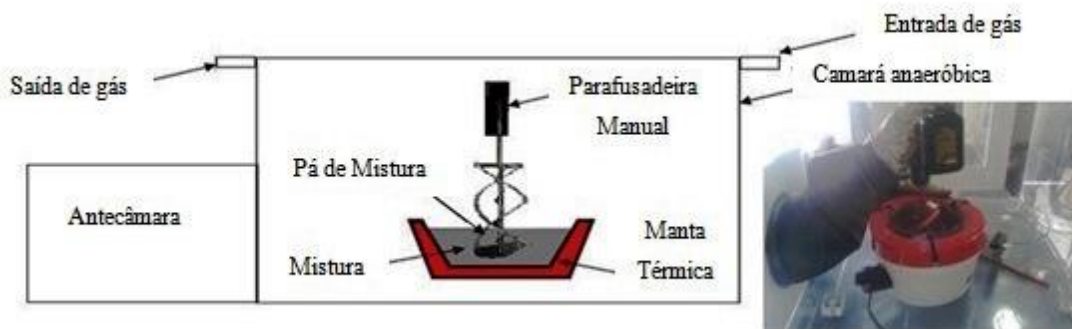 Entrada de gás
Saída de gás
Camará anaeróbica
Parafusadeira
Manual
Pá de Mistura
Antecâmara
Manta
Térmica
Mistura